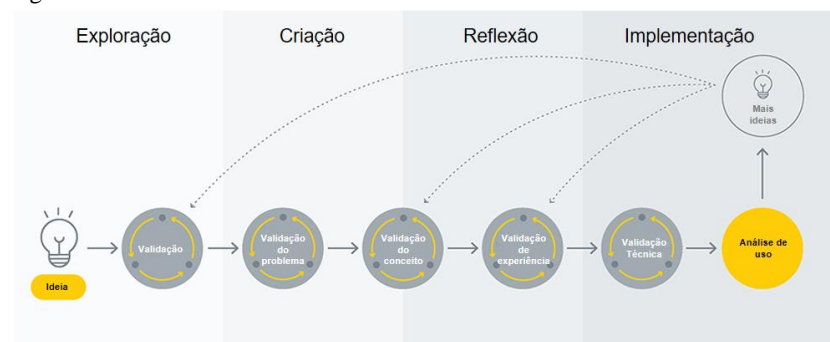 Exploração
Criação
Reflexão
Implementação
Mais
ideias
Ideia
Validação
Validação
do
problema
Validação
do
conceito
Validação
de
experiência
Validação
Técnica
Análise de
uso